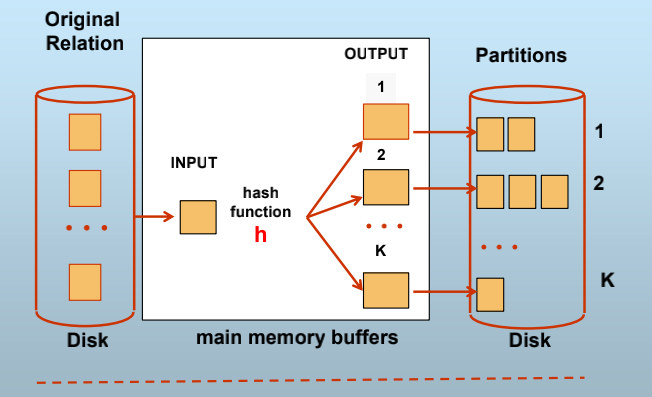 Original
Relation
OUTPUT
Partitions
1
1
INPUT
2
2
hash
function
h
• • •
• • •
• • •
K
K
main memory buffers
Disk
Disk